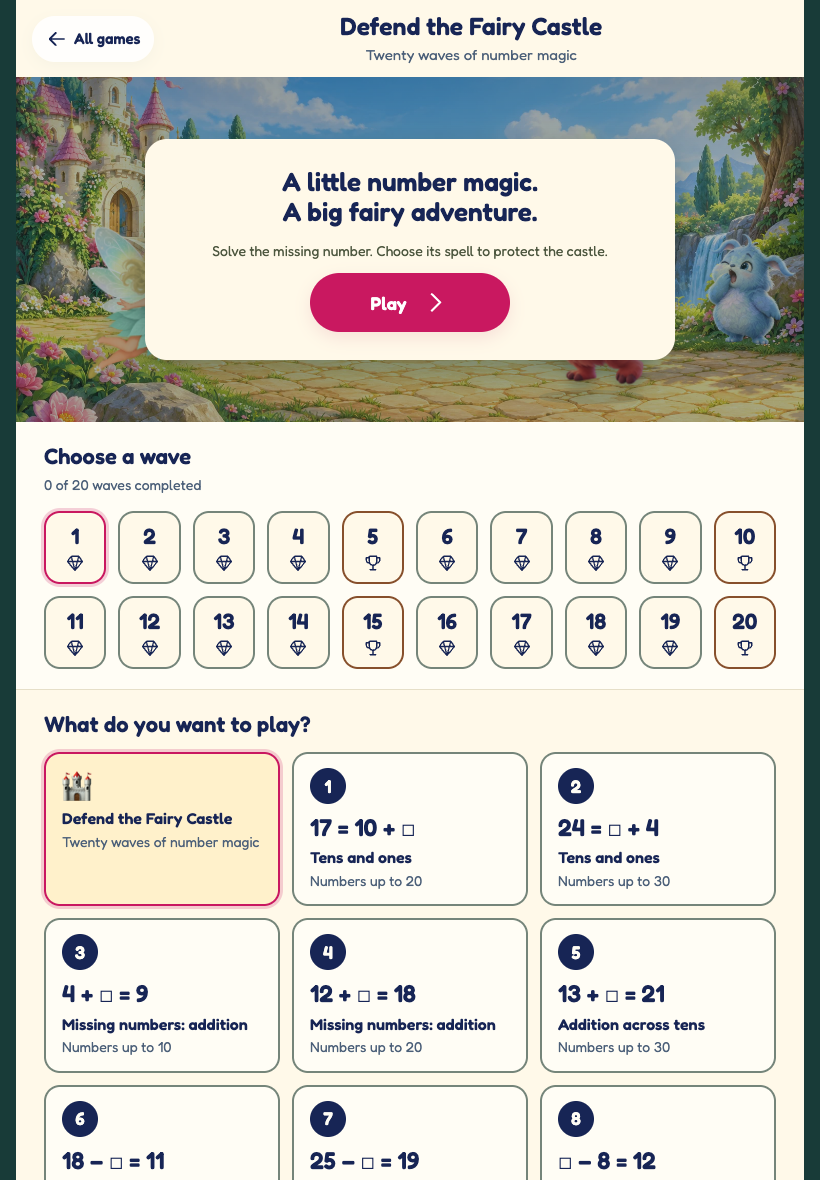 All games
Defend the Fairy Castle
Twenty waves of number magic
A little number magic.
A big fairy adventure.
Solve the missing number. Choose its spell to protect the castle.
Play
Choose a wave
0 of 20 waves completed
1 2 3 4 5 6 7 8 9 10
11 12 13 14 15 16 17 18 19 20
What do you want to play?
Defend the Fairy Castle
Twenty waves of number magic
1
17 = 10 + □
Tens and ones
Numbers up to 20
2
24 = □ + 4
Tens and ones
Numbers up to 30
3
4 + □ = 9
Missing numbers: addition
Numbers up to 10
4
12 + □ = 18
Missing numbers: addition
Numbers up to 20
5
13 + □ = 21
Addition across tens
Numbers up to 30
6
18 − □ = 11
7
25 − □ = 19
8
□ − 8 = 12